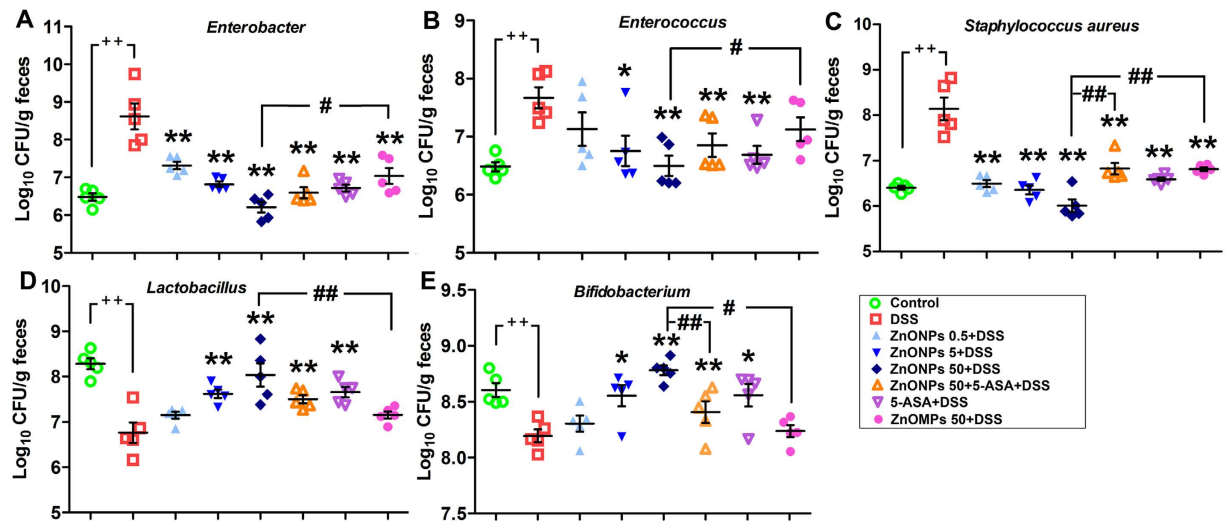 A
Enterobacter
Log10 CFU/g feces
11
10
9
8
7
6
5
++
**
**
**
**
**
**
#
B
Enterococcus
Log10 CFU/g feces
9
8
7
6
5
++
*
**
**
**
#
C
Staphylococcus aureus
Log10 CFU/g feces
10
9
8
7
6
5
++
**
**
**
**
**
**
##
##
D
Lactobacillus
Log10 CFU/g feces
10
9
8
7
6
5
++
**
**
**
**
##
E
Bifidobacterium
Log10 CFU/g feces
9.5
9.0
8.5
8.0
7.5
++
*
**
**
*
##
#
Control
DSS
ZnONPs 0.5+DSS
ZnONPs 5+DSS
ZnONPs 50+DSS
ZnONPs 50+5-ASA+DSS
5-ASA+DSS
ZnOMPs 50+DSS